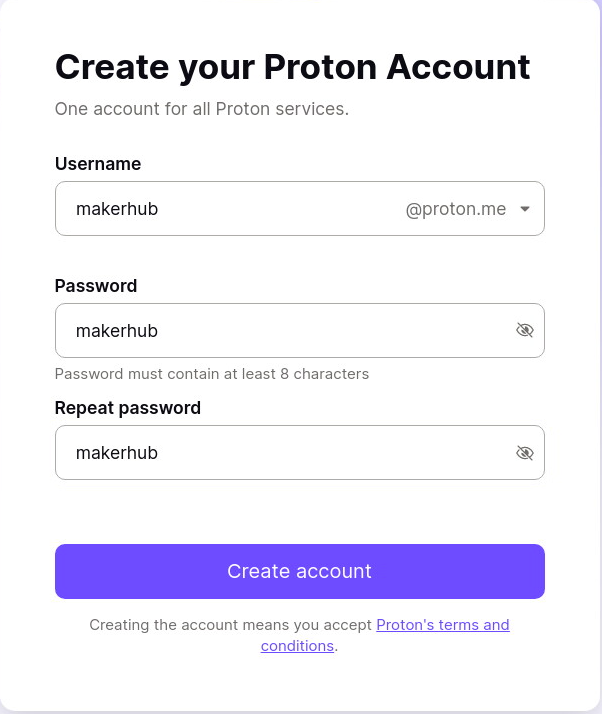 Create your Proton Account
One account for all Proton services.
Username
makerhub @proton.me
Password
makerhub
Password must contain at least 8 characters
Repeat password
makerhub
Create account
Creating the account means you accept Proton's terms and
conditions.